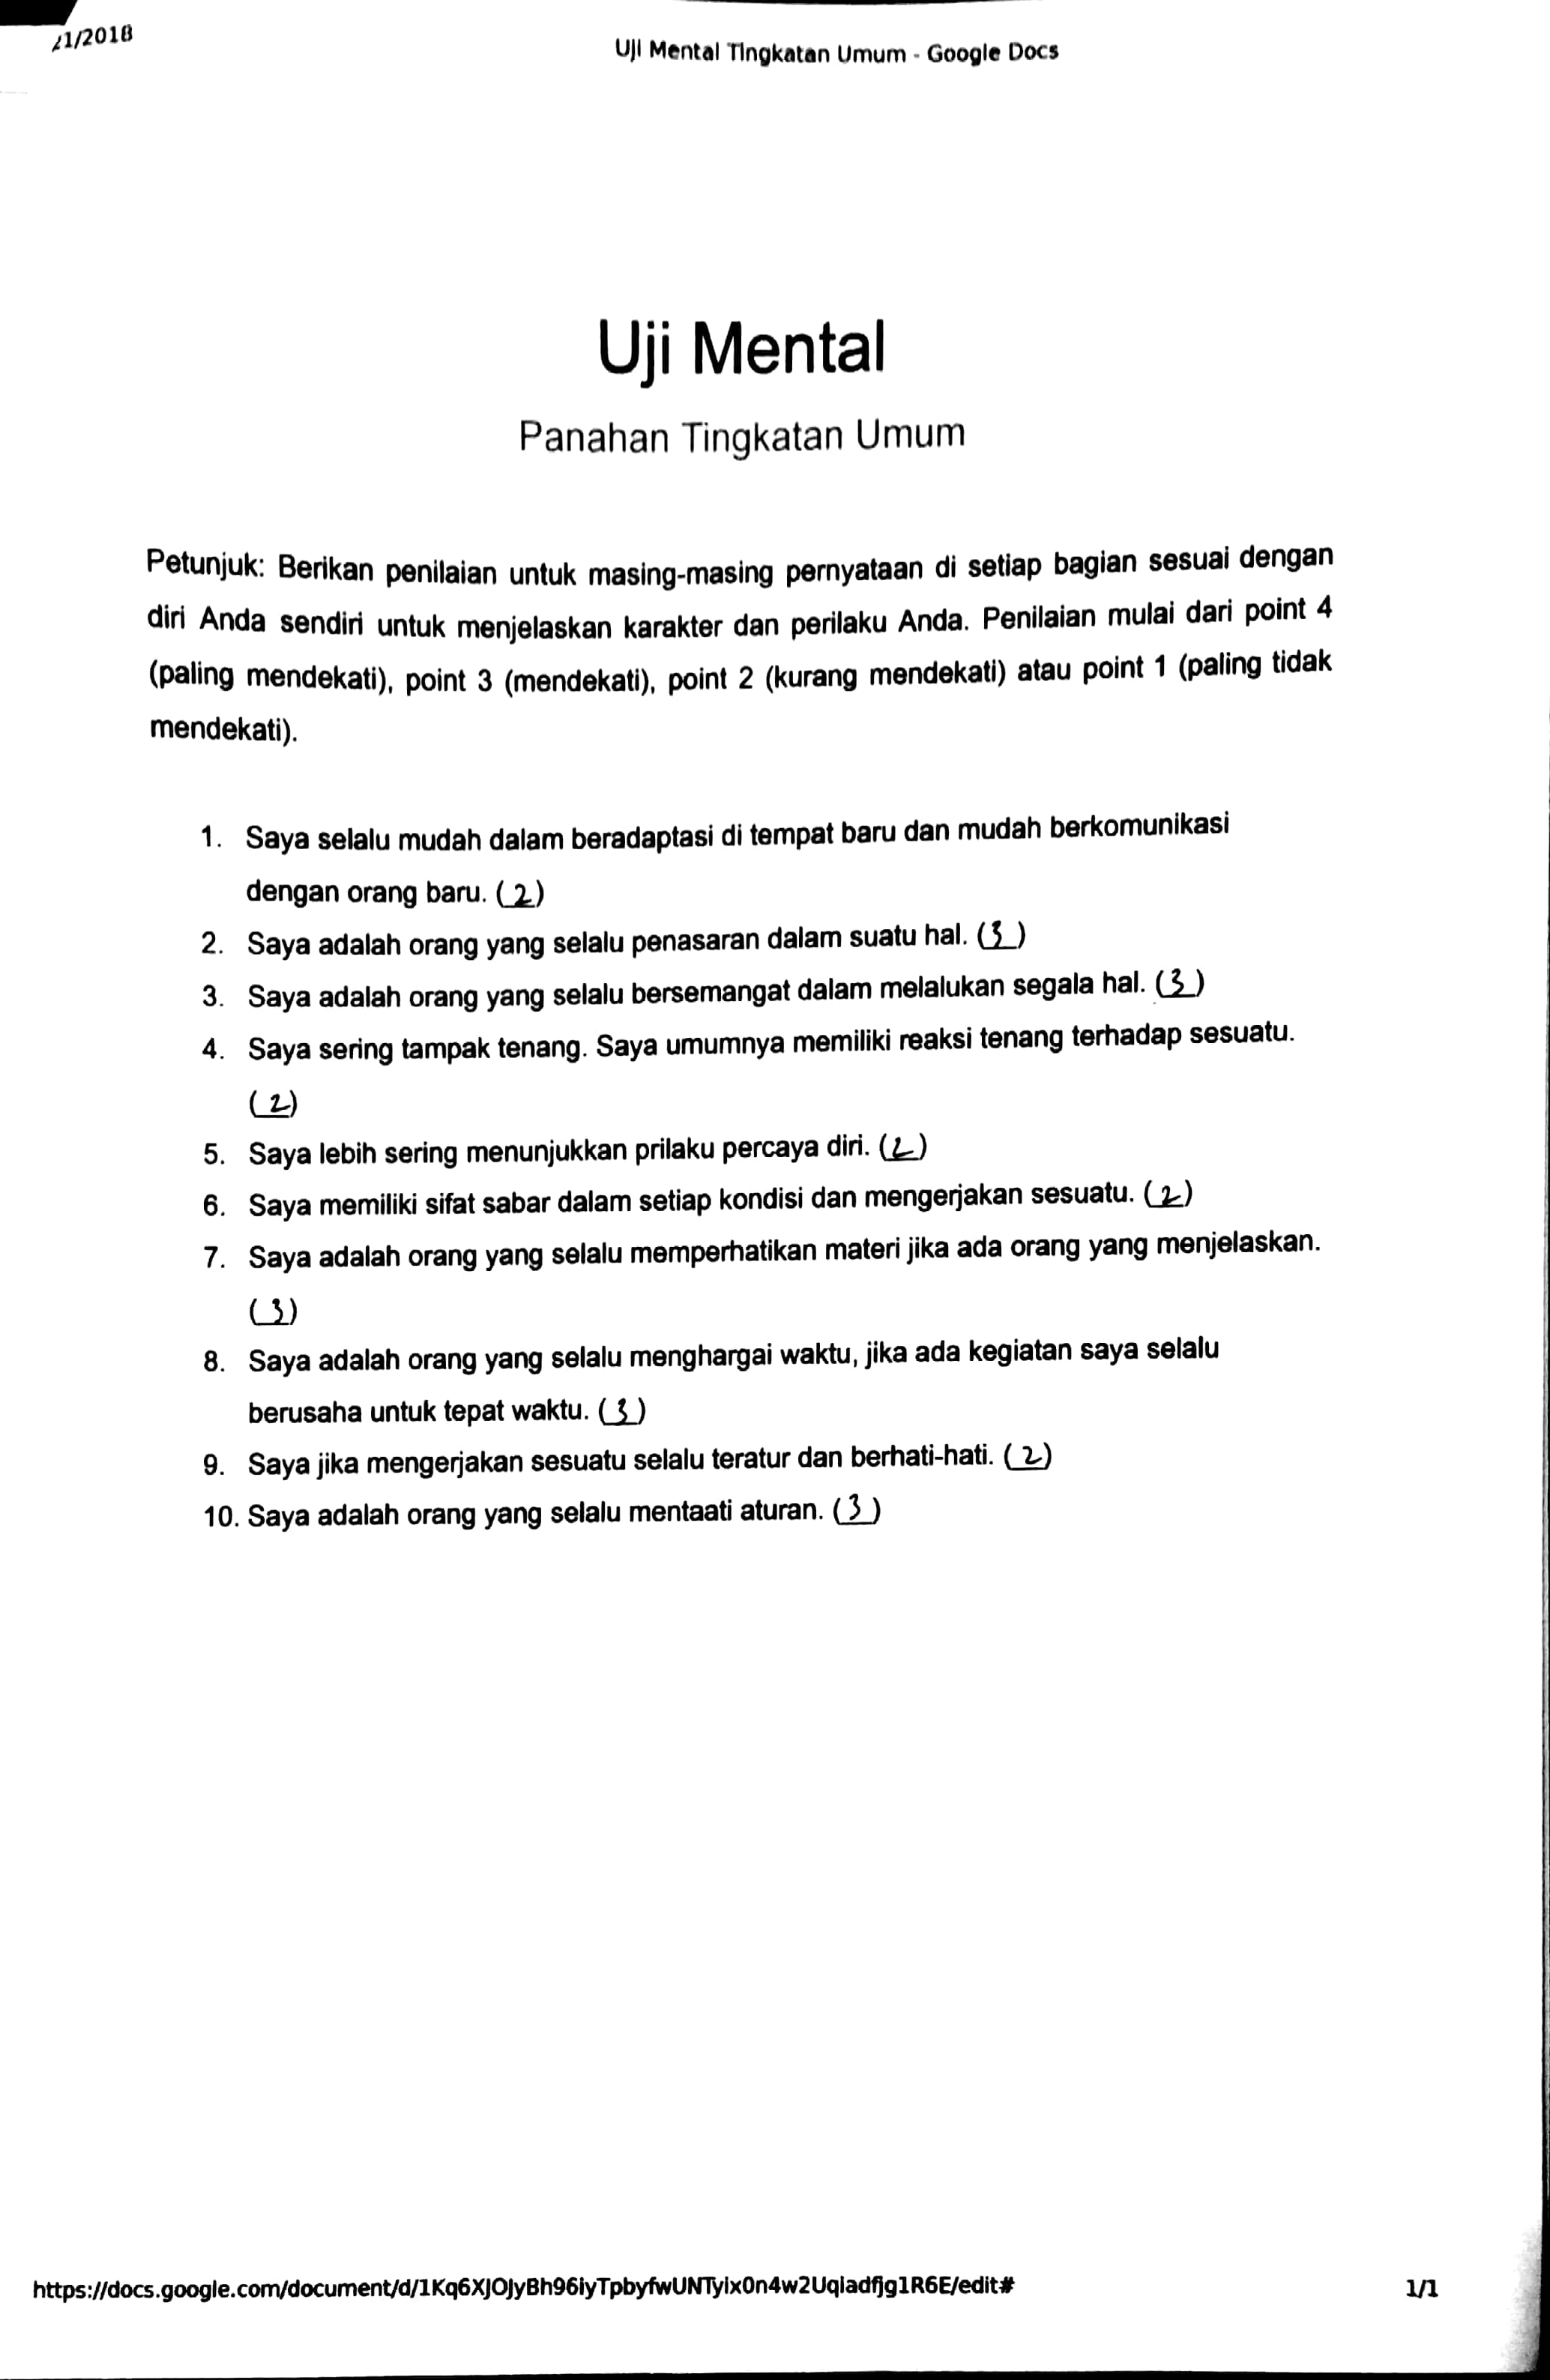 21/2018
Uji Mental Tingkatan Umum - Google Docs
Uji Mental
Panahan Tingkatan Umum
Petunjuk: Berikan penilaian untuk masing-masing pernyataan di setiap bagian sesuai dengan
diri Anda sendiri untuk menjelaskan karakter dan perilaku Anda. Penilaian mulai dari point 4
(paling mendekati), point 3 (mendekati), point 2 (kurang mendekati) atau point 1 (paling tidak
mendekati).
1. Saya selalu mudah dalam beradaptasi di tempat baru dan mudah berkomunikasi
dengan orang baru. (2)
2. Saya adalah orang yang selalu penasaran dalam suatu hal. (3)
3. Saya adalah orang yang selalu bersemangat dalam melalukan segala hal. (3)
4. Saya sering tampak tenang. Saya umumnya memiliki reaksi tenang terhadap sesuatu.
(2)
5. Saya lebih sering menunjukkan prilaku percaya diri. (2)
6. Saya memiliki sifat sabar dalam setiap kondisi dan mengerjakan sesuatu. (2)
7. Saya adalah orang yang selalu memperhatikan materi jika ada orang yang menjelaskan.
(3)
8. Saya adalah orang yang selalu menghargai waktu, jika ada kegiatan saya selalu
berusaha untuk tepat waktu. (3)
9. Saya jika mengerjakan sesuatu selalu teratur dan berhati-hati. (2)
10. Saya adalah orang yang selalu mentaati aturan. (3)
1/1